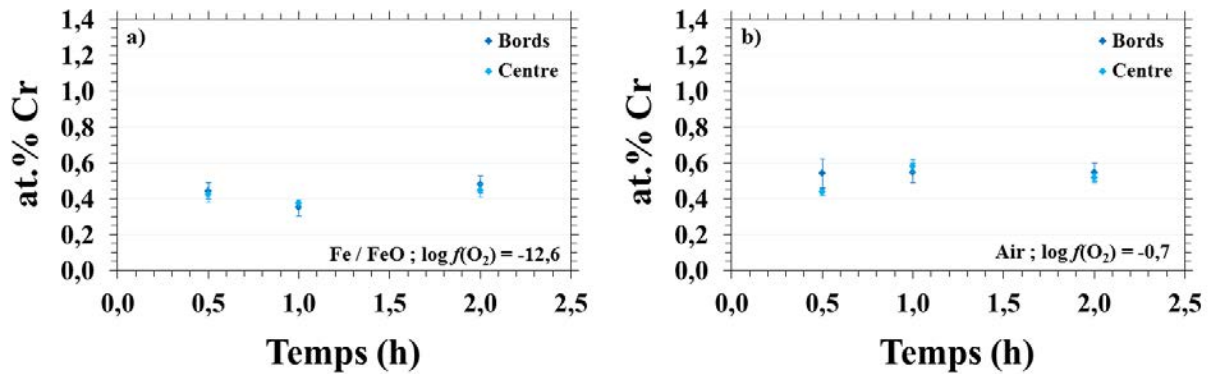 a)
Bords
Centre
at.% Cr
1,4
1,2
1,0
0,8
0,6
0,4
0,2
0,0
Fe / FeO ; log f(O₂) = -12,6
0,0 0,5 1,0 1,5 2,0 2,5
Temps (h)
b)
Bords
Centre
at.% Cr
1,4
1,2
1,0
0,8
0,6
0,4
0,2
0,0
Air ; log f(O₂) = -0,7
0,0 0,5 1,0 1,5 2,0 2,5
Temps (h)